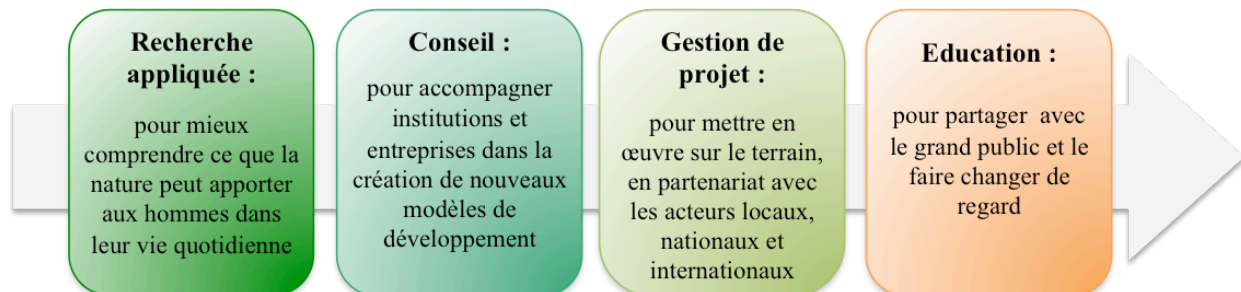 Recherche
appliquée :
pour mieux
comprendre ce que la
nature peut apporter
aux hommes dans
leur vie quotidienne
Conseil :
pour accompagner
institutions et
entreprises dans la
création de nouveaux
modèles de
développement
Gestion de
projet :
pour mettre en
œuvre sur le terrain,
en partenariat avec
les acteurs locaux,
nationaux et
internationaux
Education :
pour partager avec
le grand public et le
faire changer de
regard